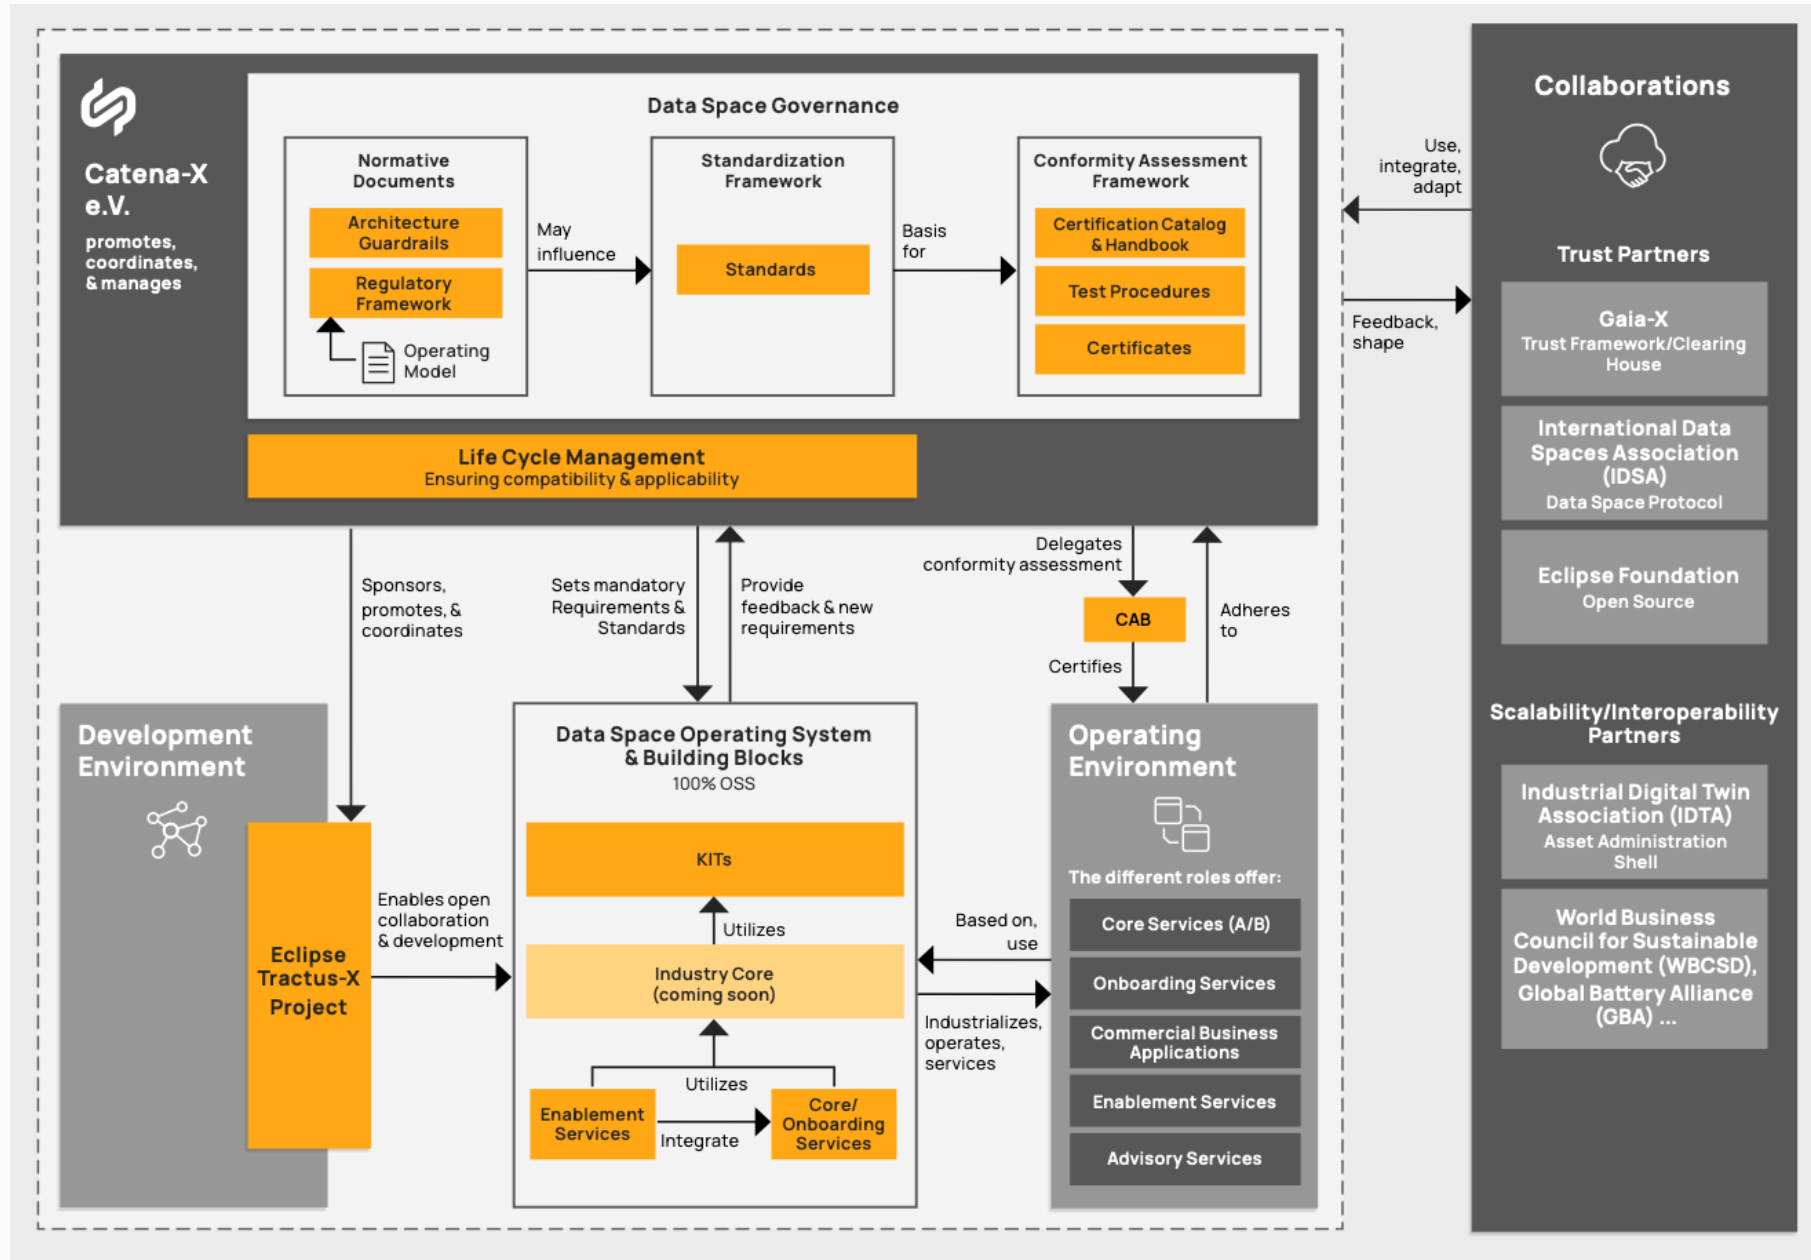 Catena-X
e.V.
promotes,
coordinates,
& manages
Data Space Governance
Normative
Documents
Architecture
Guardrails
Regulatory
Framework
Operating
Model
May
influence
Standardization
Framework
Standards
Basis
for
Conformity Assessment
Framework
Certification Catalog
& Handbook
Test Procedures
Certificates
Life Cycle Management
Ensuring compatibility & applicability
Sponsors,
promotes, &
coordinates
Sets mandatory
Requirements &
Standards
Provide
feedback & new
requirements
Delegates
conformity assessment
CAB
Certifies
Adheres
to
Development
Environment
Eclipse
Tractus-X
Project
Enables open
collaboration
& development
Data Space Operating System
& Building Blocks
100% OSS
KITs
Utilizes
Industry Core
(coming soon)
Utilizes
Enablement
Services
Integrate
Core/
Onboarding
Services
Based on,
use
Industrializes,
operates,
services
Operating
Environment
The different roles offer:
Core Services (A/B)
Onboarding Services
Commercial Business
Applications
Enablement Services
Advisory Services
Use,
integrate,
adapt
Feedback,
shape
Collaborations
Trust Partners
Gaia-X
Trust Framework/Clearing
House
International Data
Spaces Association
(IDSA)
Data Space Protocol
Eclipse Foundation
Open Source
Scalability/Interoperability
Partners
Industrial Digital Twin
Association (IDTA)
Asset Administration
Shell
World Business
Council for Sustainable
Development (WBCSD),
Global Battery Alliance
(GBA) ...